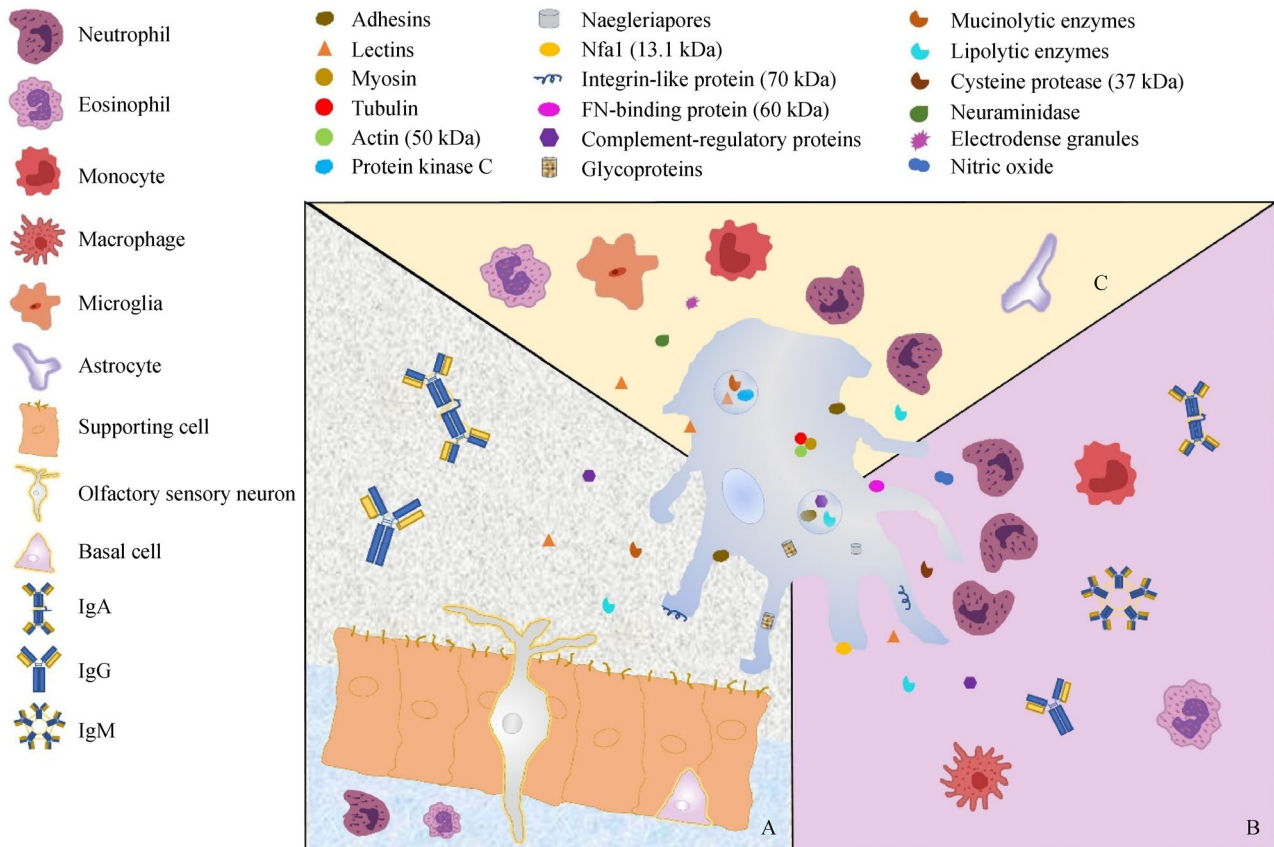 Neutrophil
Eosinophil
Monocyte
Macrophage
Microglia
Astrocyte
Supporting cell
Olfactory sensory neuron
Basal cell
IgA
IgG
IgM
Adhesins
Lectins
Myosin
Tubulin
Actin (50 kDa)
Protein kinase C
Naegleriapores
Nfa1 (13.1 kDa)
Integrin-like protein (70 kDa)
FN-binding protein (60 kDa)
Complement-regulatory proteins
Glycoproteins
Mucinolytic enzymes
Lipolytic enzymes
Cysteine protease (37 kDa)
Neuraminidase
Electrodense granules
Nitric oxide
C
A
B